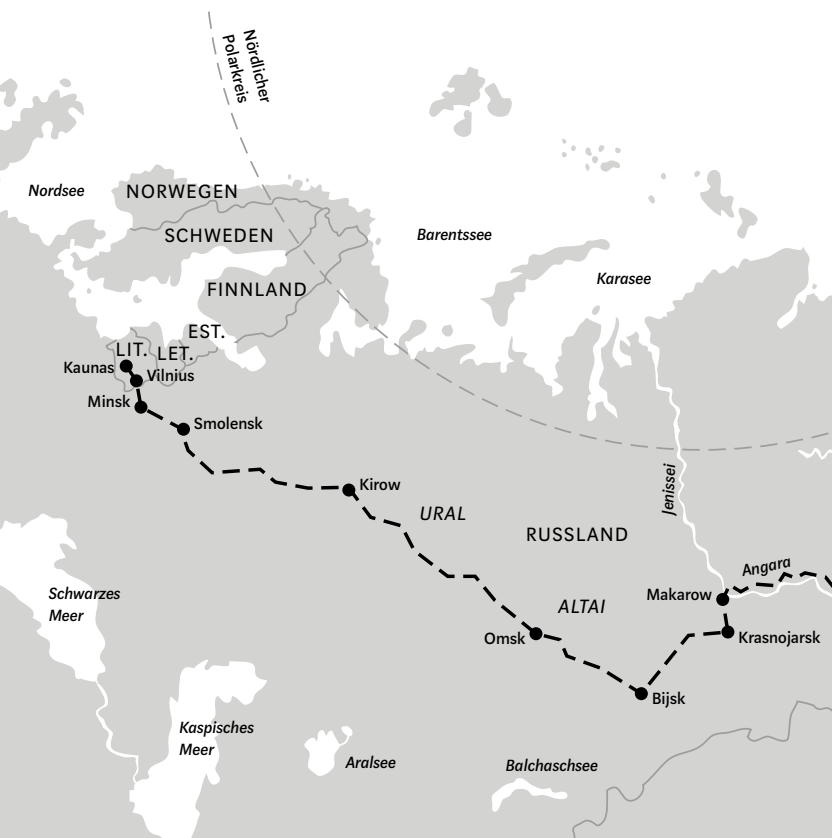 Nördlicher
Polarkreis
Nordsee
NORWEGEN
SCHWEDEN
Barentssee
Karasee
FINNLAND
EST.
LIT.
LET.
Kaunas
Vilnius
Minsk
Smolensk
Kirow
URAL
Jenissei
RUSSLAND
Angara
Schwarzes
Meer
Makarow
ALTAI
Omsk
Krasnojarsk
Bijsk
Kaspisches
Meer
Aralsee
Balchaschsee